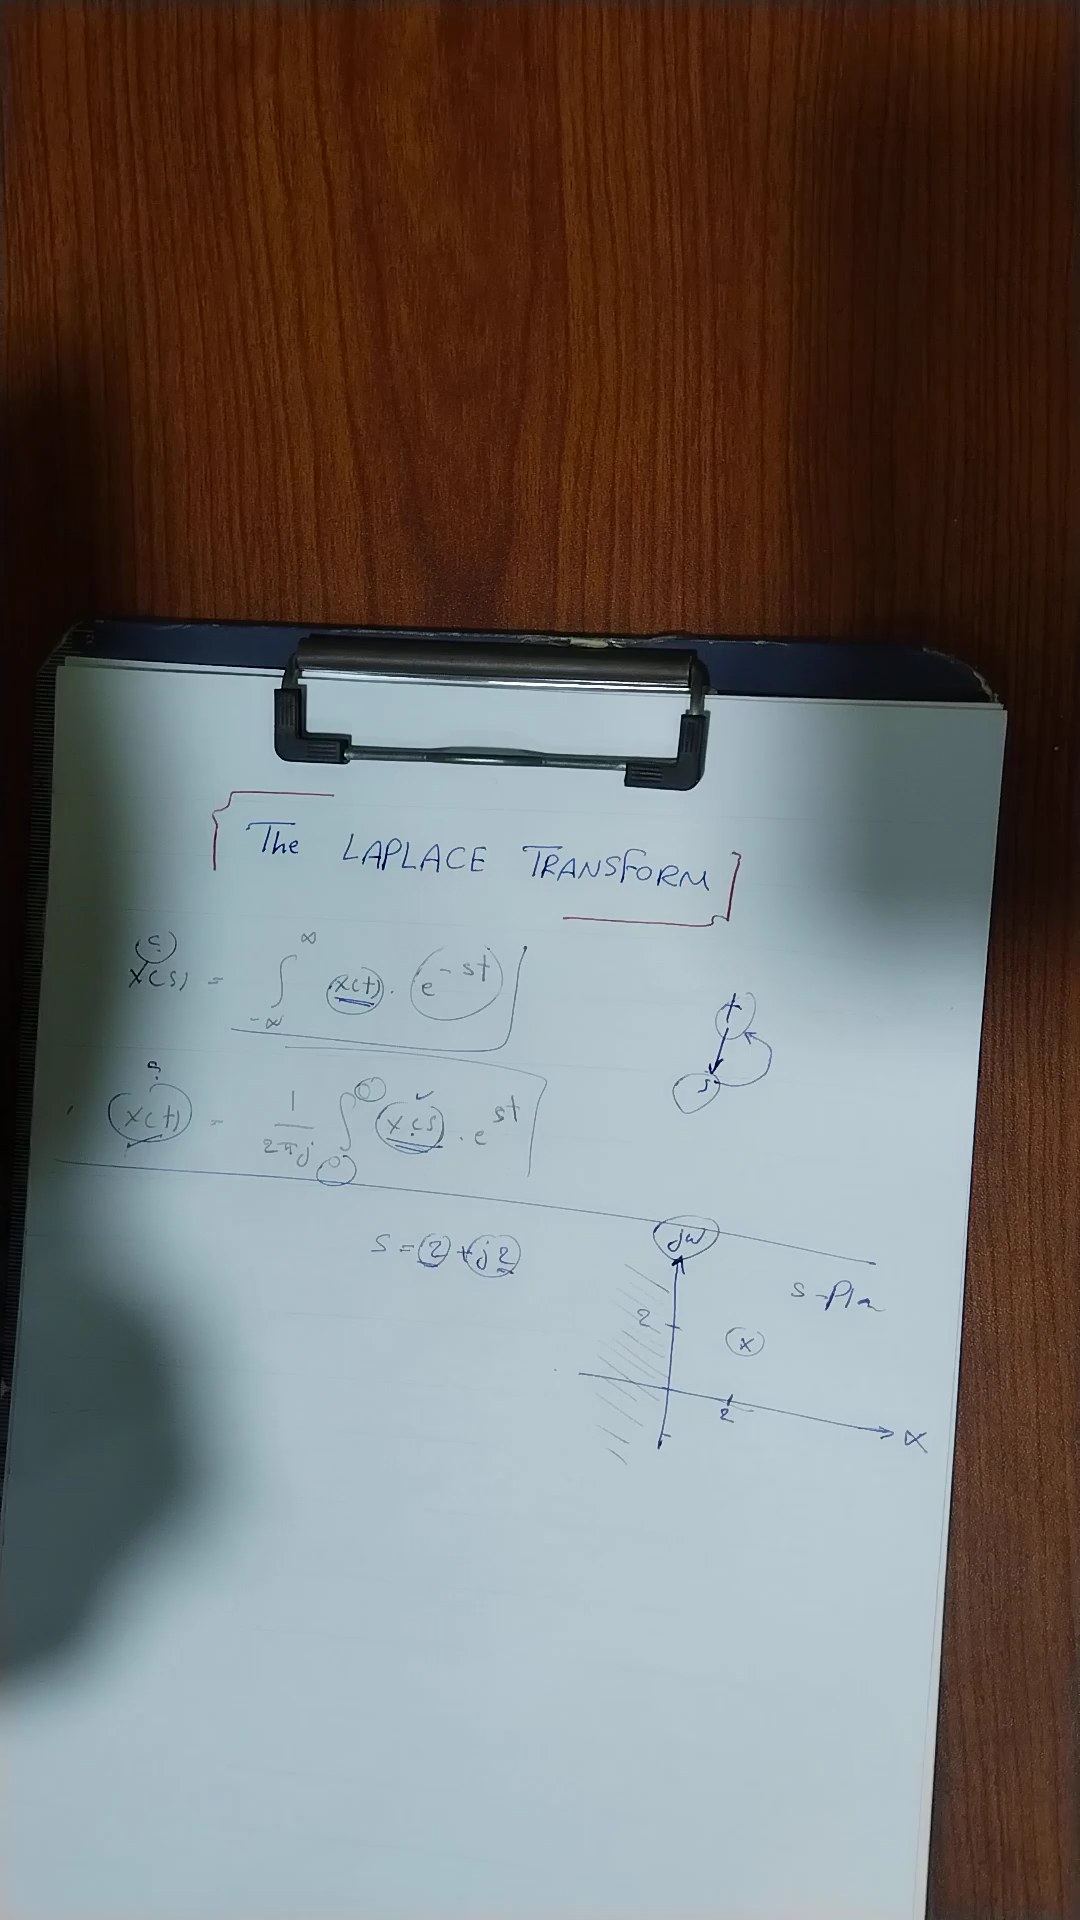 The LAPLACE TRANSFORM
X(s) = ∫ -∞ ∞ x(t) . e^-st
?
x(t) = 1/2πj ∫ x(s) . e^st
t
s
s = 2 + j2
jω
s-Pla
2
x
2
α